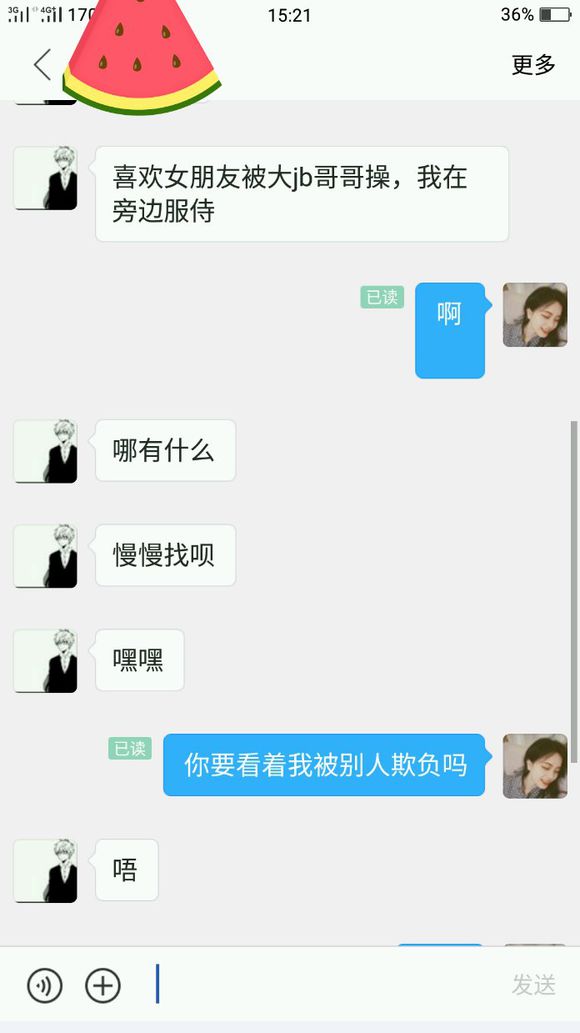 3G 4G+ 170
15:21
36%
更多
喜欢女朋友被大jb哥哥操，我在
旁边服侍
已读
啊
哪有什么
慢慢找呗
嘿嘿
已读
你要看着我被别人欺负吗
唔
发送